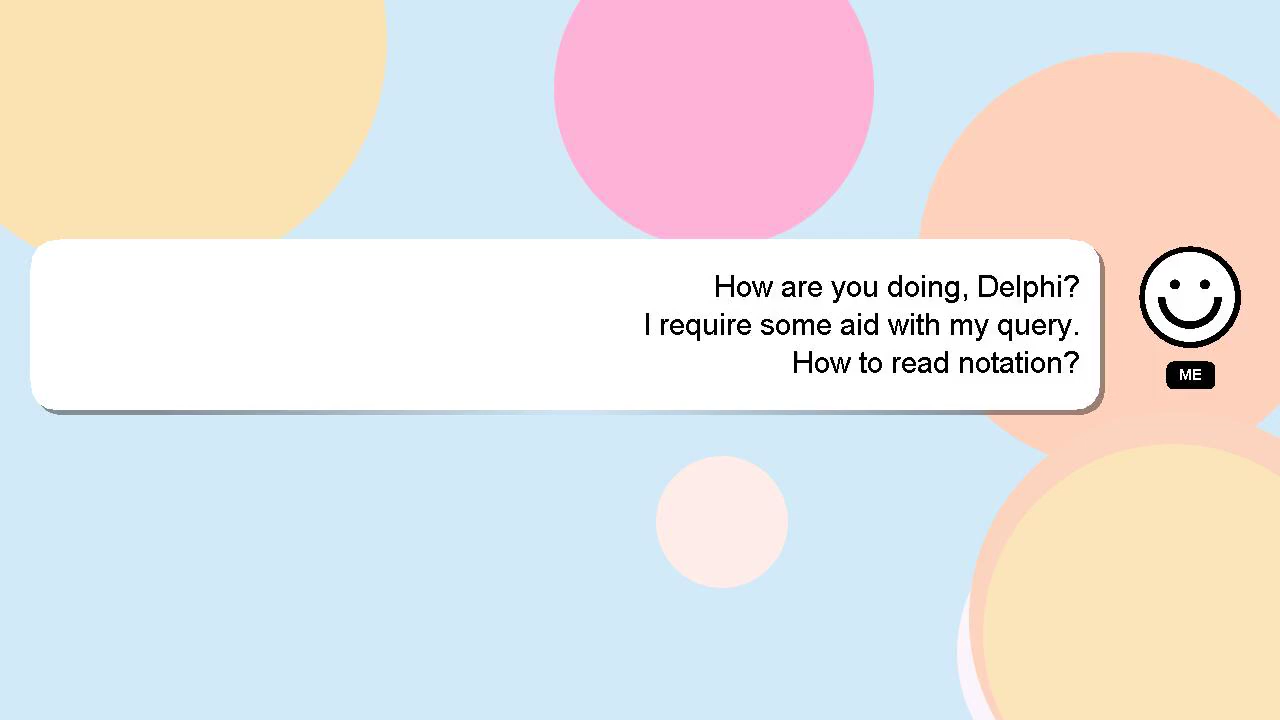 How are you doing, Delphi?
I require some aid with my query.
How to read notation?
ME